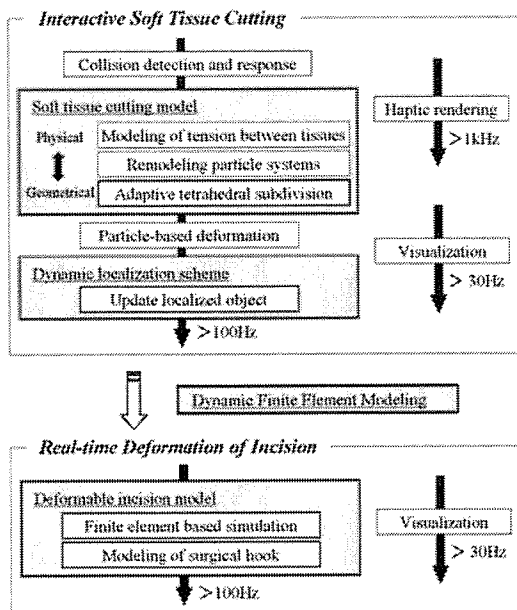 Interactive Soft Tissue Cutting
Collision detection and response
Soft tissue cutting model
Physical
Modeling of tension between tissues
Remodeling particle systems
Geometrical
Adaptive tetrahedral subdivision
Particle-based deformation
Dynamic localization scheme
Update localized object
>100Hz
Haptic rendering
>1kHz
Visualization
> 30Hz
Dynamic Finite Element Modeling
Real-time Deformation of Incision
Deformable incision model
Finite element based simulation
Modeling of surgical hook
>100Hz
Visualization
> 30Hz